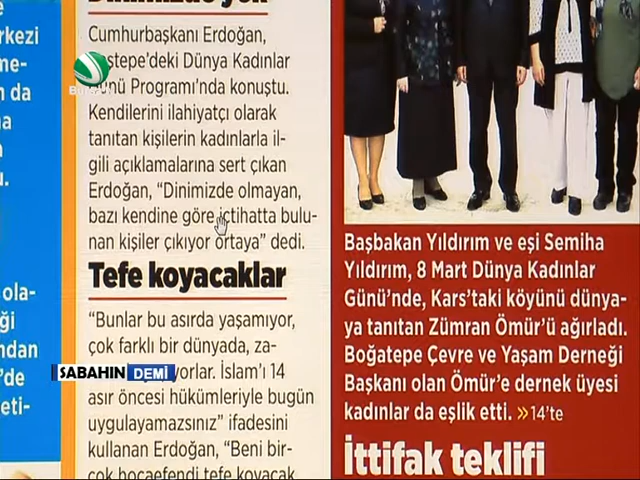 Dinimizde yok
Cumhurbaşkanı Erdoğan,
Beştepe'deki Dünya Kadınlar
Günü Programı'nda konuştu.
Kendilerini ilahiyatçı olarak
tanıtan kişilerin kadınlarla il-
gili açıklamalarına sert çıkan
Erdoğan, “Dinimizde olmayan,
bazı kendine göre içtihatta bulu-
nan kişiler çıkıyor ortaya” dedi.
Tefe koyacaklar
“Bunlar bu asırda yaşamıyor,
çok farklı bir dünyada, za-
yorlar. İslam'ı 14
asır öncesi hükümleriyle bugün
uygulayamazsınız” ifadesini
kullanan Erdoğan, “Beni bir-
çok hocaefendi tefe koyacak
Başbakan Yıldırım ve eşi Semiha
Yıldırım, 8 Mart Dünya Kadınlar
Günü'nde, Kars'taki köyünü dünya-
ya tanıtan Zümran Ömür'ü ağırladı.
Boğatepe Çevre ve Yaşam Derneği
Başkanı olan Ömür'e dernek üyesi
kadınlar da eşlik etti. »14'te
İttifak teklifi
SABAHIN DEMİ